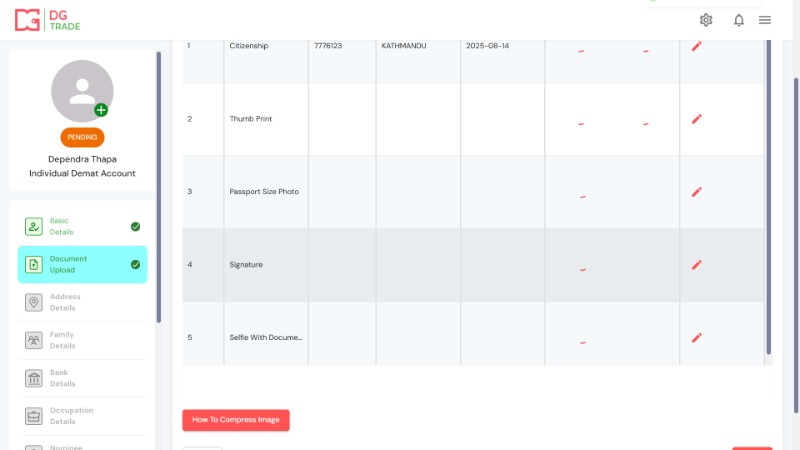 DG
TRADE
1 Citizenship 7776123 KATHMANDU 2025-08-14
PENDING
Dependra Thapa
Individual Demat Account
2 Thumb Print
3 Passport Size Photo
4 Signature
5 Selfie With Docume...
Basic
Details
Document
Upload
Address
Details
Family
Details
Bank
Details
Occupation
Details
Nominee
How To Compress Image